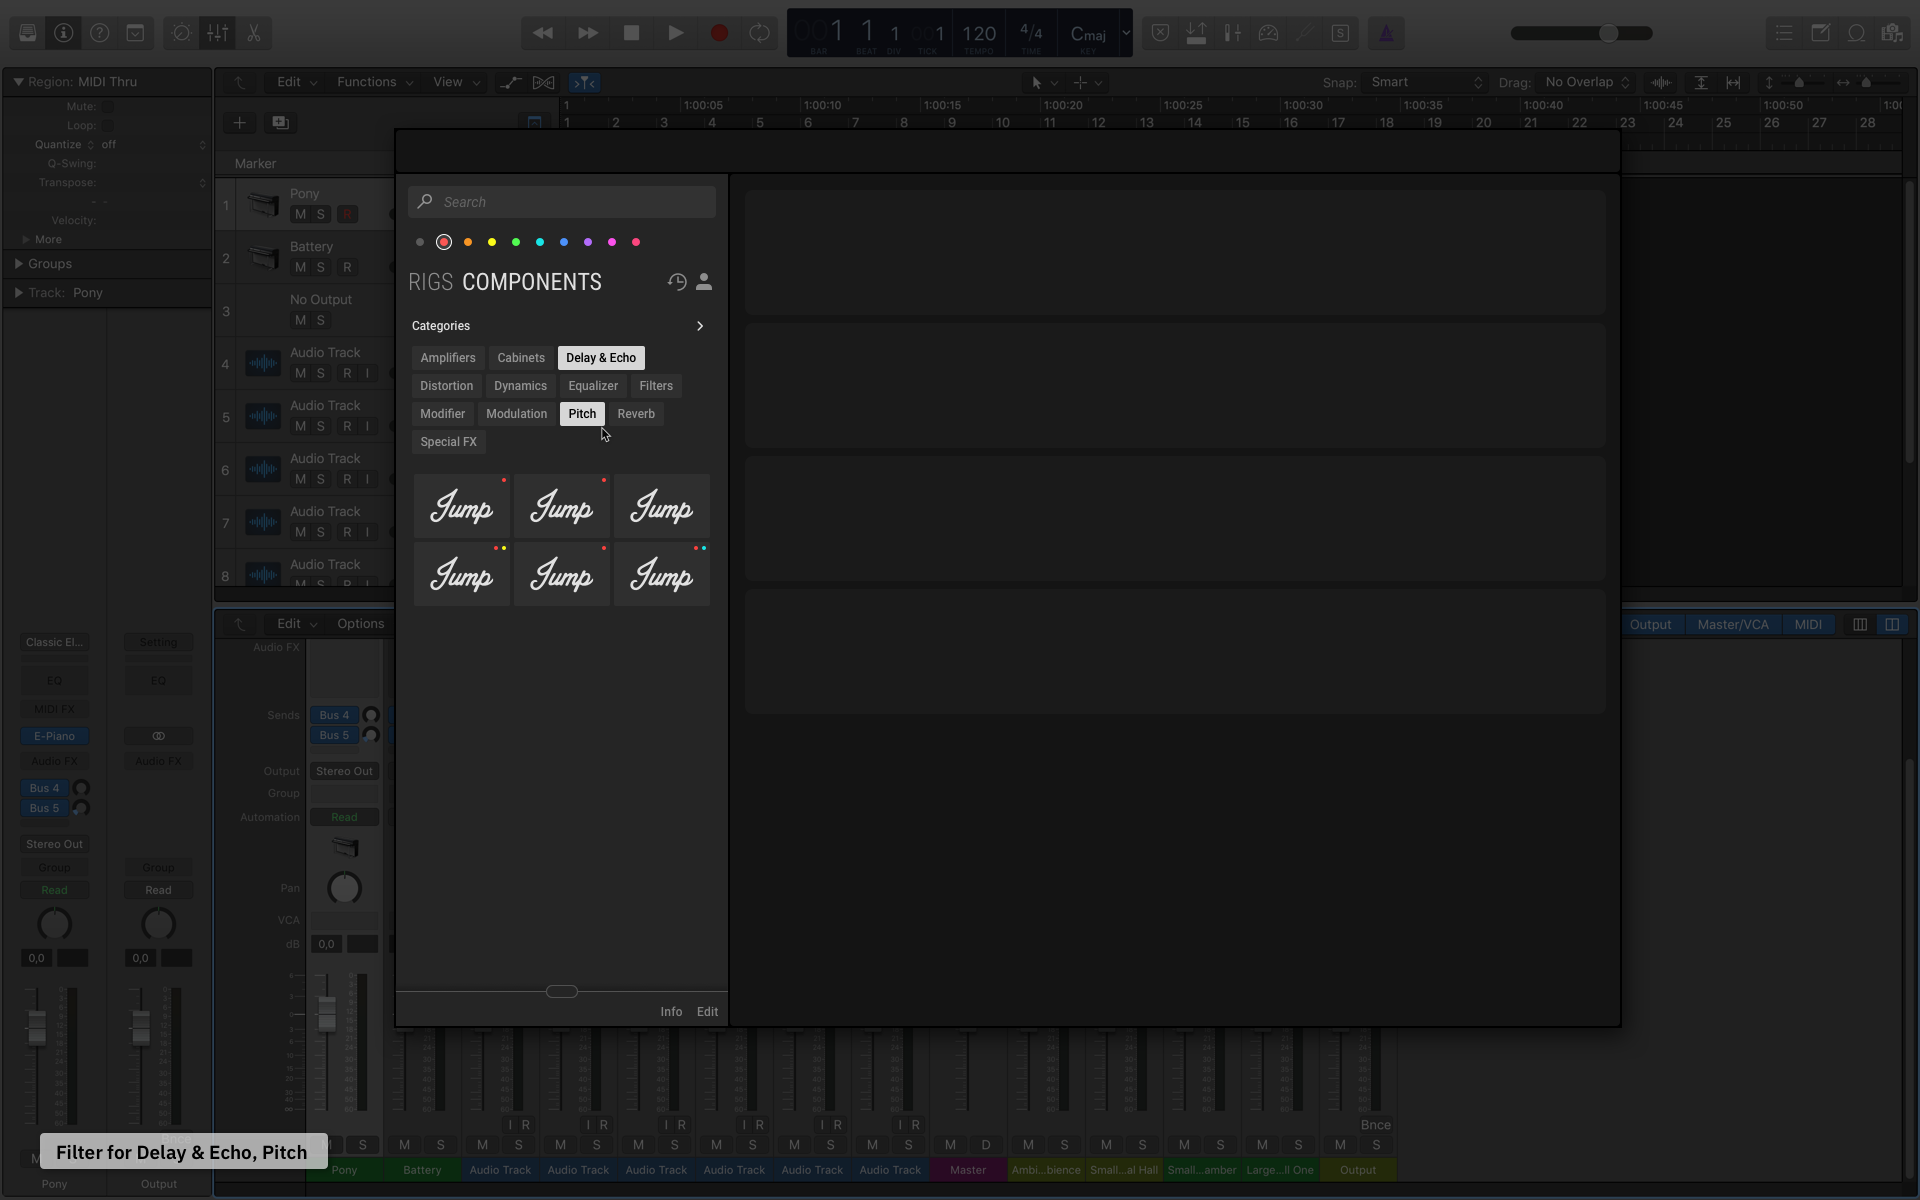 001 1 1 001 120 4/4 Cmaj
BAR BEAT DIV TICK TEMPO TIME KEY
Region: MIDI Thru
Edit Functions View Snap: Smart Drag: No Overlap
Mute:
Loop:
Quantize off
Q-Swing:
Transpose:
Velocity:
More
Groups
Track: Pony
1 1:00:05 1:00:10 1:00:15 1:00:20 1:00:25 1:00:30 1:00:35 1:00:40 1:00:45 1:00:50 1:00
1 2 3 4 5 6 7 8 9 10 11 12 13 14 15 16 17 18 19 20 21 22 23 24 25 26 27 28
Marker
1 Pony
M S R
2 Battery
M S R
3 No Output
M S
4 Audio Track
M S R I
5 Audio Track
M S R I
6 Audio Track
M S R I
7 Audio Track
M S R I
8 Audio Track
M S R I
Search
RIGS COMPONENTS
Categories
Amplifiers Cabinets Delay & Echo
Distortion Dynamics Equalizer Filters
Modifier Modulation Pitch Reverb
Special FX
Jump Jump Jump
Jump Jump Jump
Info Edit
Edit Options Output Master/VCA MIDI
Classic El... Setting
EQ EQ
MIDI FX
E-Piano
Audio FX Audio FX
Bus 4
Bus 5
Stereo Out
Group Group
Read Read
0,0 0,0
Audio FX
Sends Bus 4
Bus 5
Output Stereo Out
Group
Automation Read
Pan
VCA
dB 0,0
I R I R I R I R I R I R Bnce
Bnce
M S M S M S M S M S M S M S M S M D M S M S M S M S M S
Filter for Delay & Echo, Pitch
Pony Battery Audio Track Audio Track Audio Track Audio Track Audio Track Audio Track Master Ambi...bience Small...al Hall Small...amber Large...ll One Output
Pony Output